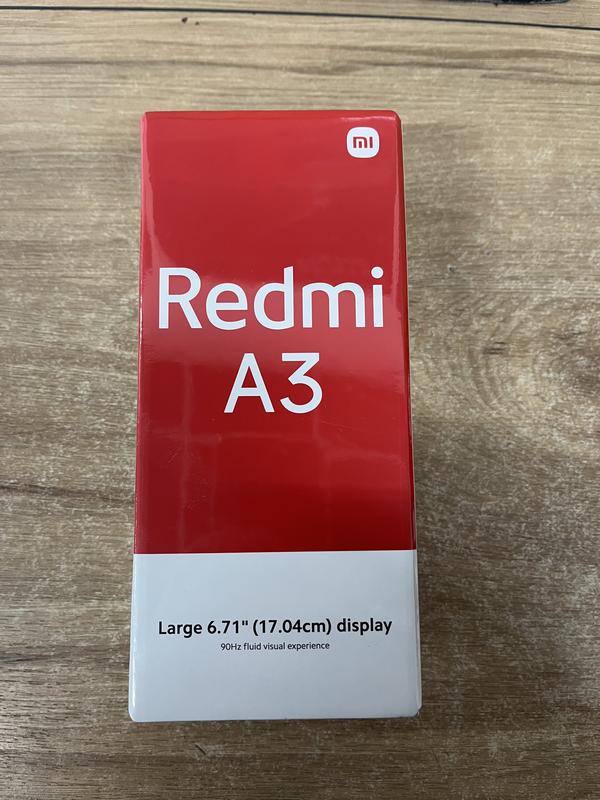 mi
Redmi
A3
Large 6.71" (17.04cm) display
90Hz fluid visual experience